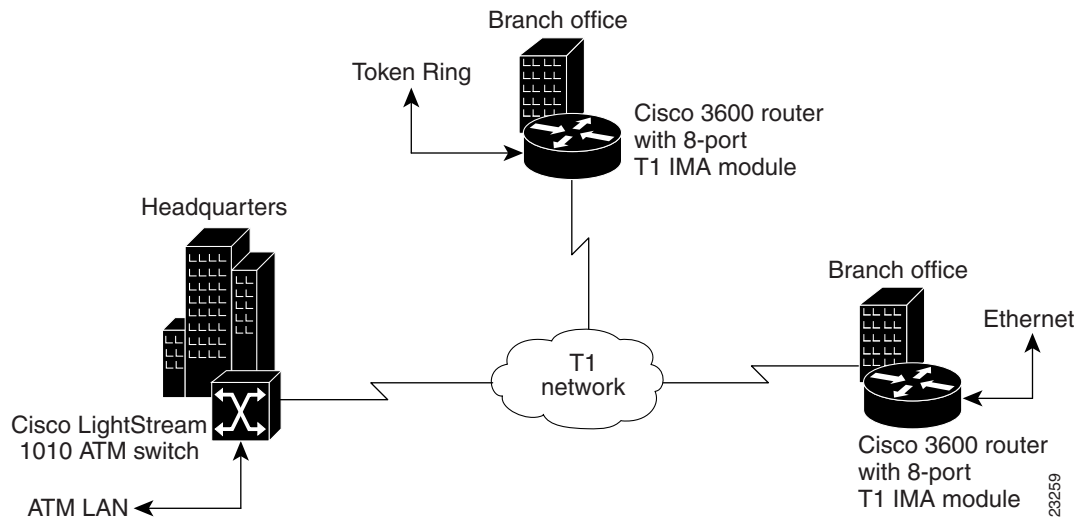 Branch office
Token Ring
Cisco 3600 router
with 8-port
T1 IMA module
Headquarters
Branch office
Ethernet
T1
network
Cisco LightStream
1010 ATM switch
Cisco 3600 router
with 8-port
T1 IMA module
ATM LAN
23259